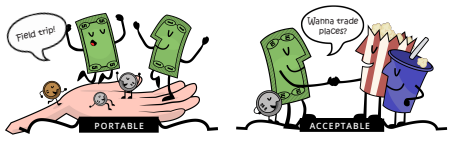 Field trip!
PORTABLE
Wanna trade
places?
ACCEPTABLE